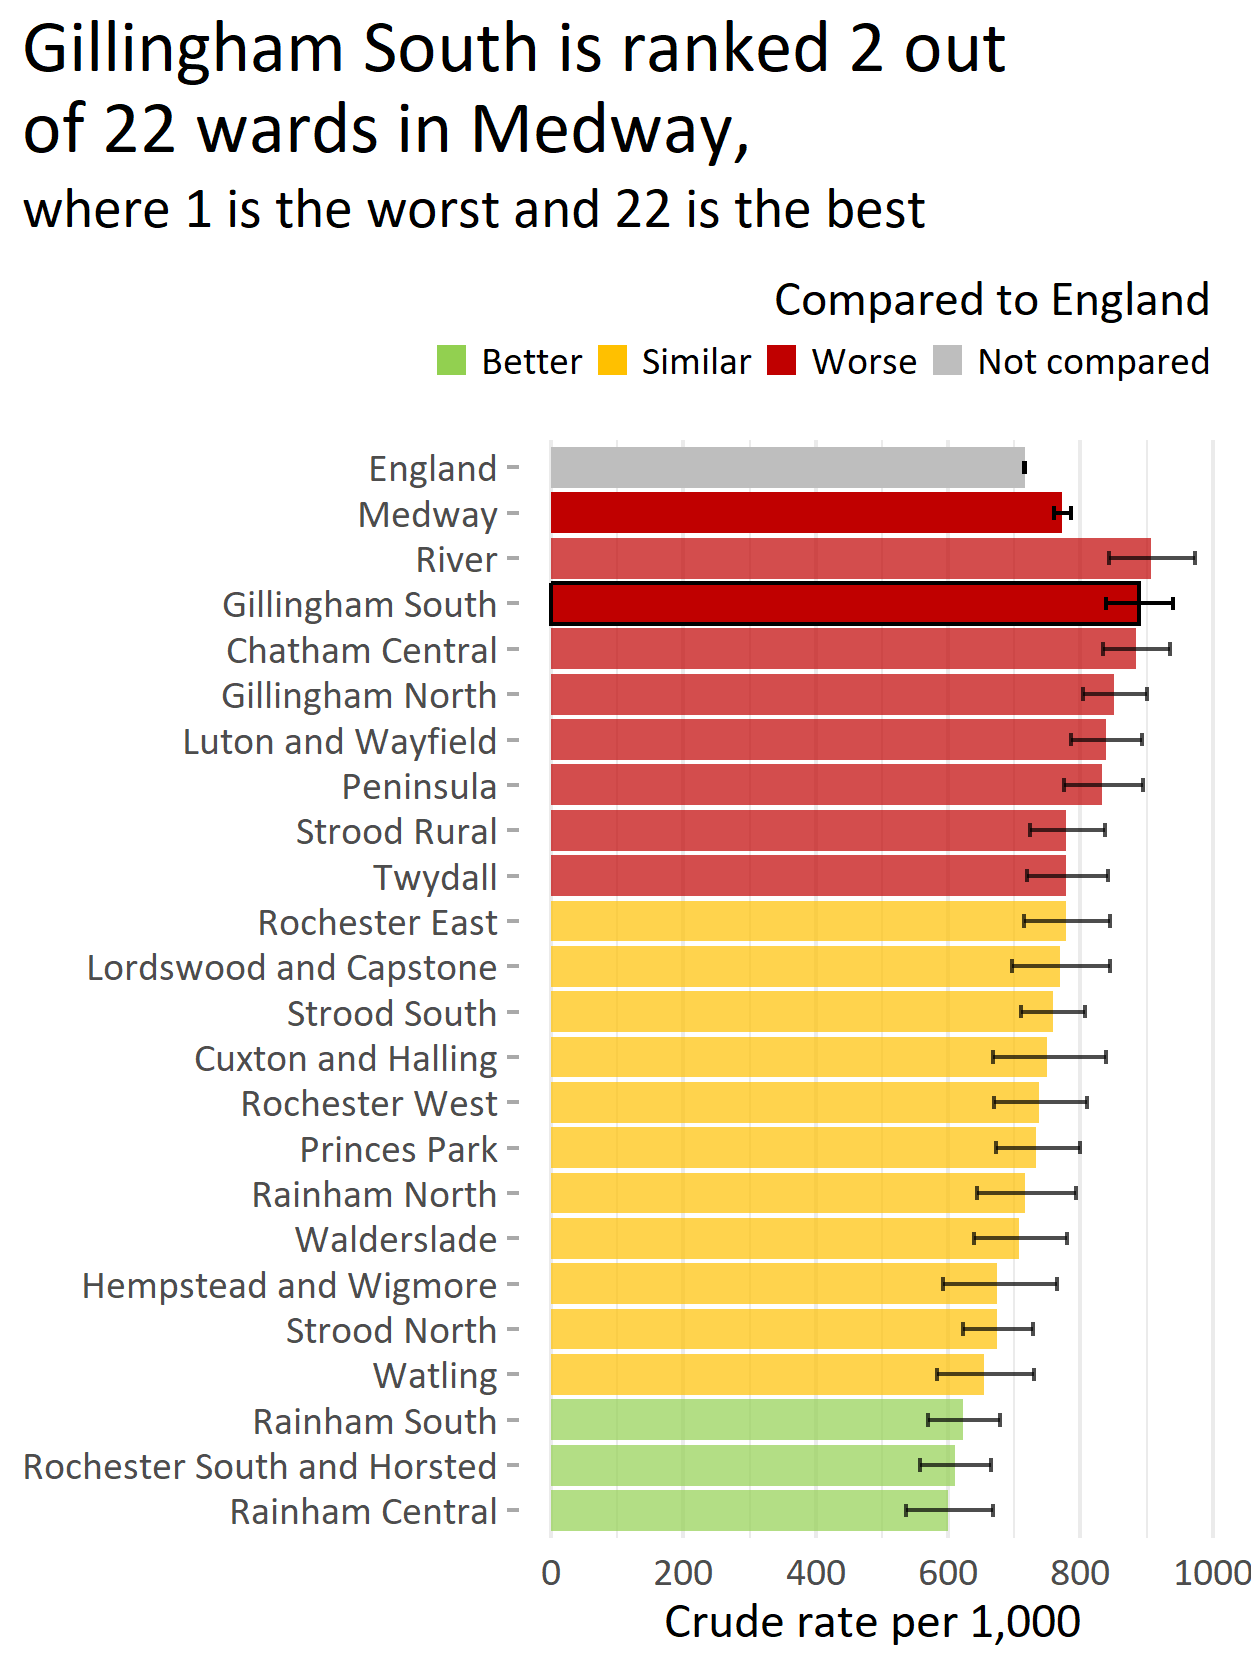 Gillingham South is ranked 2 out
of 22 wards in Medway,
where 1 is the worst and 22 is the best
Compared to England
Better Similar Worse Not compared
England
Medway
River
Gillingham South
Chatham Central
Gillingham North
Luton and Wayfield
Peninsula
Strood Rural
Twydall
Rochester East
Lordswood and Capstone
Strood South
Cuxton and Halling
Rochester West
Princes Park
Rainham North
Walderslade
Hempstead and Wigmore
Strood North
Watling
Rainham South
Rochester South and Horsted
Rainham Central
0 200 400 600 800 1000
Crude rate per 1,000